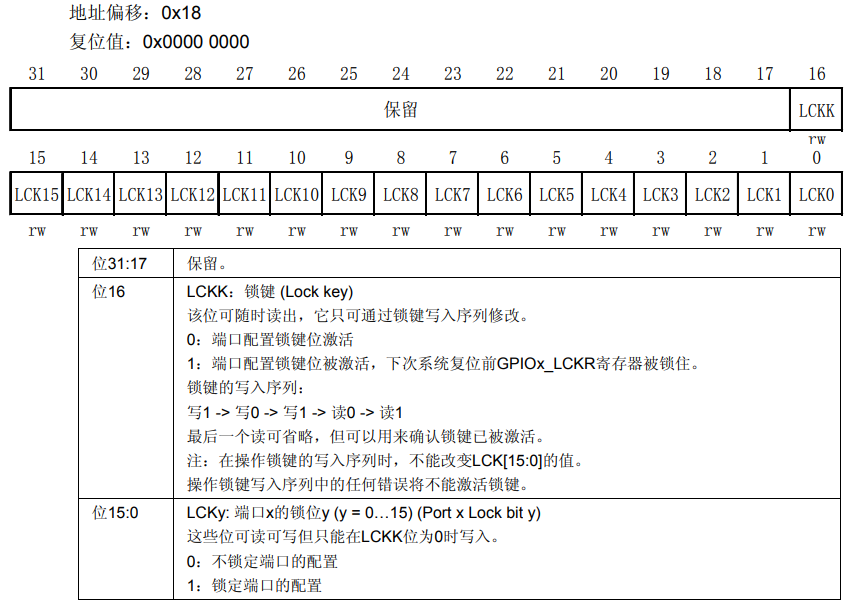 地址偏移：0x18
复位值：0x0000 0000
31 30 29 28 27 26 25 24 23 22 21 20 19 18 17 16
保留 LCKK
rw
15 14 13 12 11 10 9 8 7 6 5 4 3 2 1 0
LCK15 LCK14 LCK13 LCK12 LCK11 LCK10 LCK9 LCK8 LCK7 LCK6 LCK5 LCK4 LCK3 LCK2 LCK1 LCK0
rw rw rw rw rw rw rw rw rw rw rw rw rw rw rw rw
位31:17 保留。
位16 LCKK：锁键 (Lock key)
该位可随时读出，它只可通过锁键写入序列修改。
0：端口配置锁键位激活
1：端口配置锁键位被激活，下次系统复位前GPIOx_LCKR寄存器被锁住。
锁键的写入序列：
写1 -> 写0 -> 写1 -> 读0 -> 读1
最后一个读可省略，但可以用来确认锁键已被激活。
注：在操作锁键的写入序列时，不能改变LCK[15:0]的值。
操作锁键写入序列中的任何错误将不能激活锁键。
位15:0 LCKy: 端口x的锁位y (y = 0…15) (Port x Lock bit y)
这些位可读可写但只能在LCKK位为0时写入。
0：不锁定端口的配置
1：锁定端口的配置